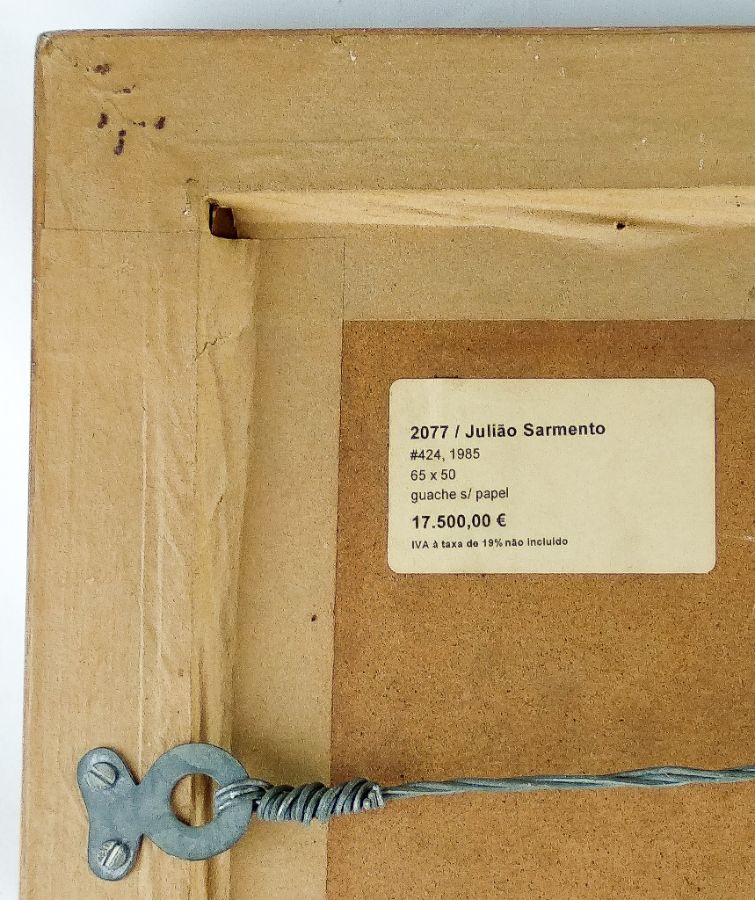 2077 / Julião Sarmento
#424, 1985
65 x 50
guache s/ papel
17.500,00 €
IVA à taxa de 19% não incluído